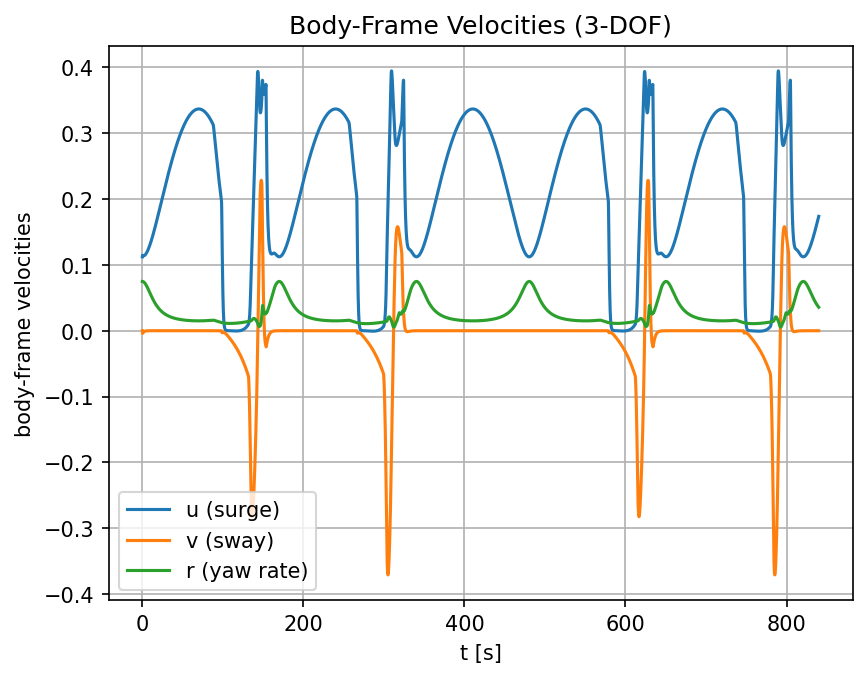 Body-Frame Velocities (3-DOF)
body-frame velocities
0.4
0.3
0.2
0.1
0.0
−0.1
−0.2
−0.3
−0.4
u (surge)
v (sway)
r (yaw rate)
0 200 400 600 800
t [s]